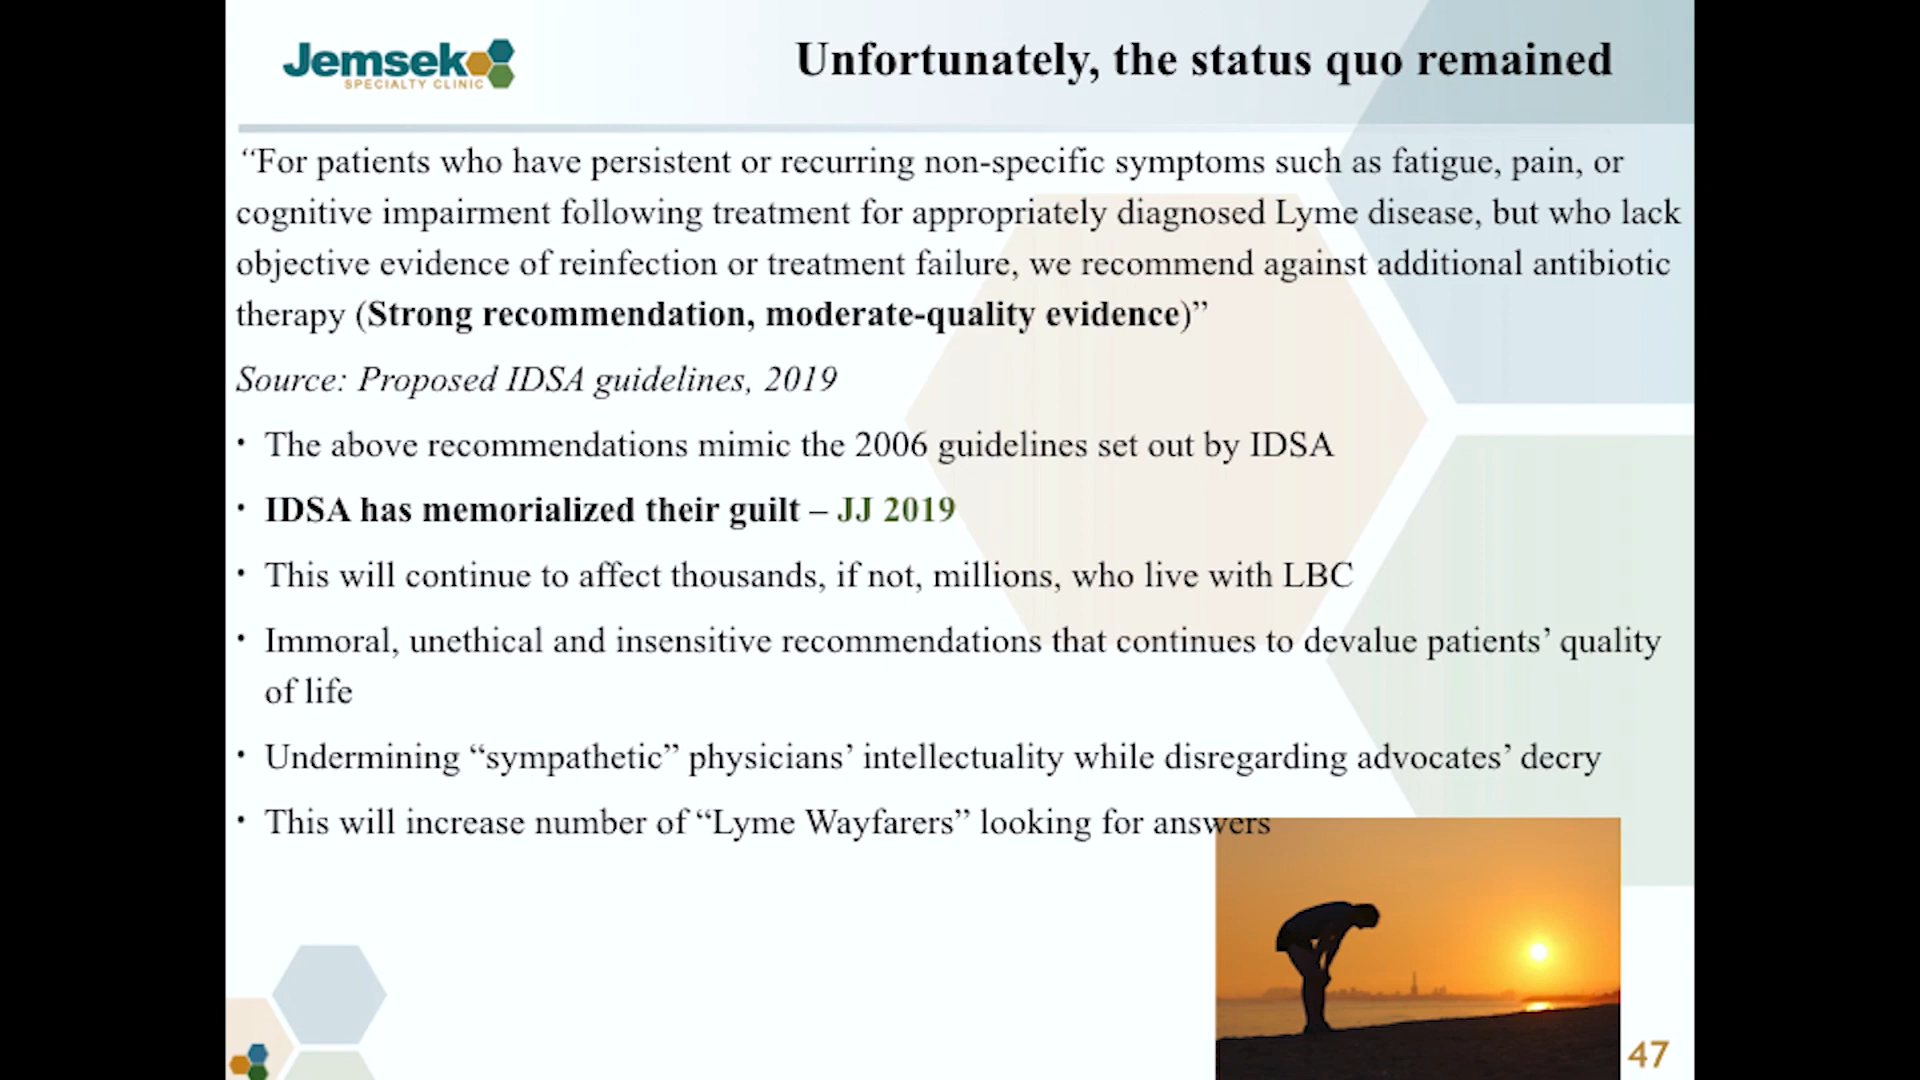 Jemsek
SPECIALTY CLINIC
Unfortunately, the status quo remained
“For patients who have persistent or recurring non-specific symptoms such as fatigue, pain, or
cognitive impairment following treatment for appropriately diagnosed Lyme disease, but who lack
objective evidence of reinfection or treatment failure, we recommend against additional antibiotic
therapy (Strong recommendation, moderate-quality evidence)”
Source: Proposed IDSA guidelines, 2019
• The above recommendations mimic the 2006 guidelines set out by IDSA
• IDSA has memorialized their guilt – JJ 2019
• This will continue to affect thousands, if not, millions, who live with LBC
• Immoral, unethical and insensitive recommendations that continues to devalue patients’ quality
of life
• Undermining “sympathetic” physicians’ intellectuality while disregarding advocates’ decry
• This will increase number of “Lyme Wayfarers” looking for answers
47